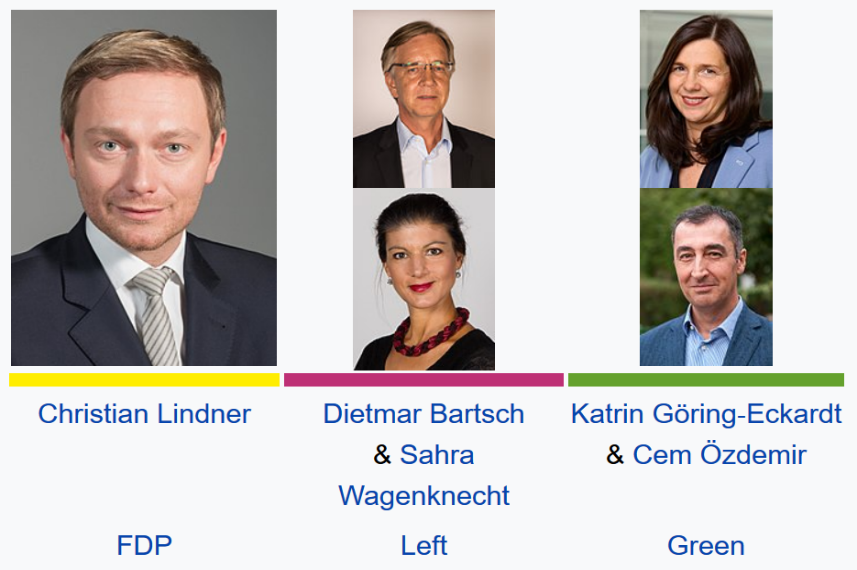 Christian Lindner
FDP
Dietmar Bartsch
& Sahra
Wagenknecht
Left
Katrin Göring-Eckardt
& Cem Özdemir
Green